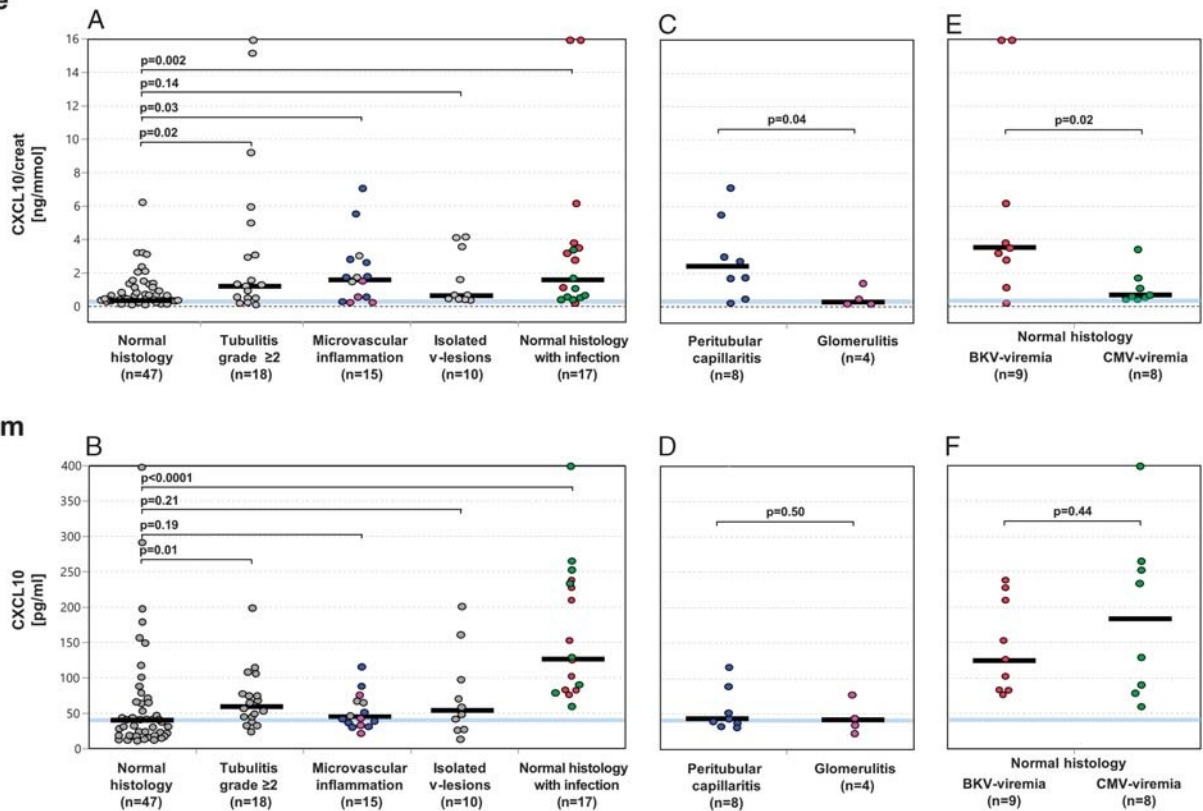 e
A
C
E
16
14
12
10
8
6
4
2
0
CXCL10/creat
[ng/mmol]
p=0.002
p=0.14
p=0.03
p=0.02
p=0.04
p=0.02
Normal
histology
(n=47)
Tubulitis
grade ≥2
(n=18)
Microvascular
inflammation
(n=15)
Isolated
v-lesions
(n=10)
Normal histology
with infection
(n=17)
Peritubular
capillaritis
(n=8)
Glomerulitis
(n=4)
Normal histology
BKV-viremia
(n=9)
CMV-viremia
(n=8)
m
B
D
F
400
350
300
250
200
150
100
50
0
CXCL10
[pg/ml]
p<0.0001
p=0.21
p=0.19
p=0.01
p=0.50
p=0.44
Normal
histology
(n=47)
Tubulitis
grade ≥2
(n=18)
Microvascular
inflammation
(n=15)
Isolated
v-lesions
(n=10)
Normal histology
with infection
(n=17)
Peritubular
capillaritis
(n=8)
Glomerulitis
(n=4)
Normal histology
BKV-viremia
(n=9)
CMV-viremia
(n=8)